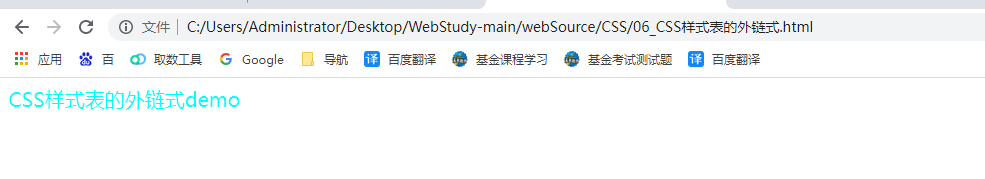 文件 C:/Users/Administrator/Desktop/WebStudy-main/webSource/CSS/06_CSS样式表的外链式.html
应用 百 取数工具 Google 导航 译 百度翻译 基金课程学习 基金考试测试题 译 百度翻译
CSS样式表的外链式demo